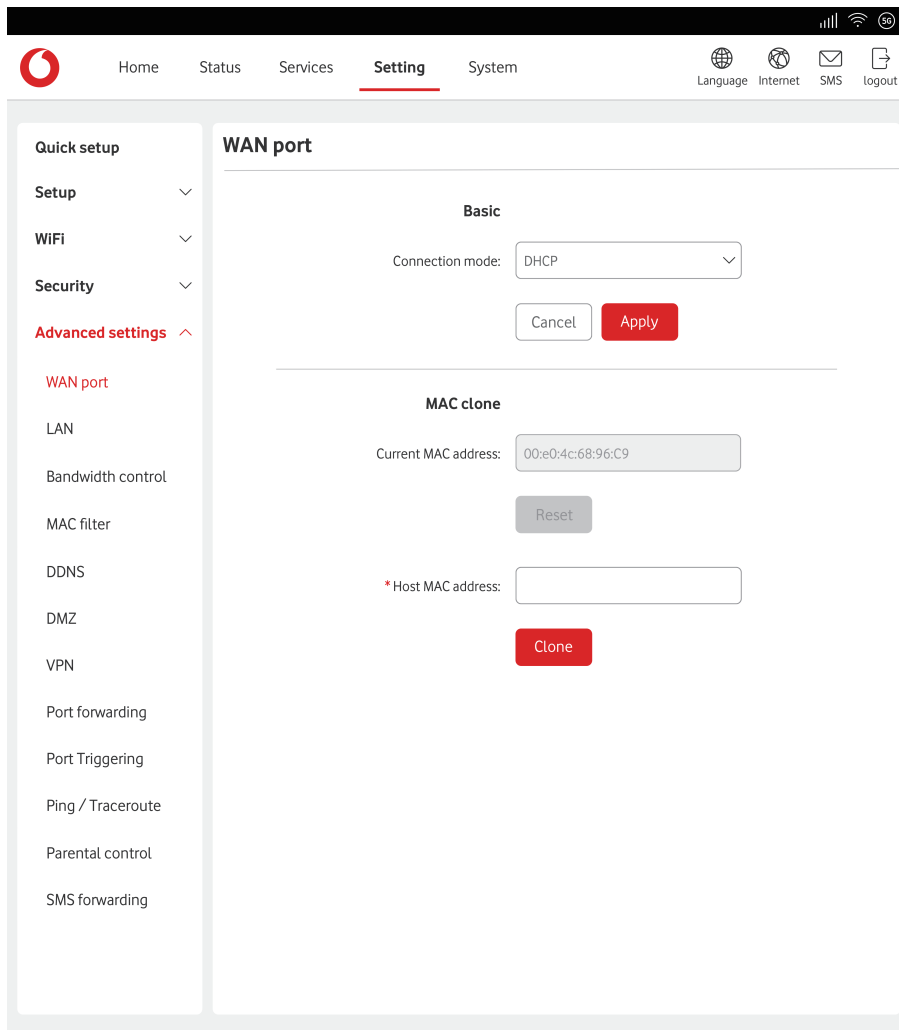 5G
Home Status Services Setting System
Language Internet SMS logout
Quick setup
Setup
WiFi
Security
Advanced settings
WAN port
LAN
Bandwidth control
MAC filter
DDNS
DMZ
VPN
Port forwarding
Port Triggering
Ping / Traceroute
Parental control
SMS forwarding
WAN port
Basic
Connection mode: DHCP
Cancel Apply
MAC clone
Current MAC address: 00:e0:4c:68:96:C9
Reset
*Host MAC address:
Clone